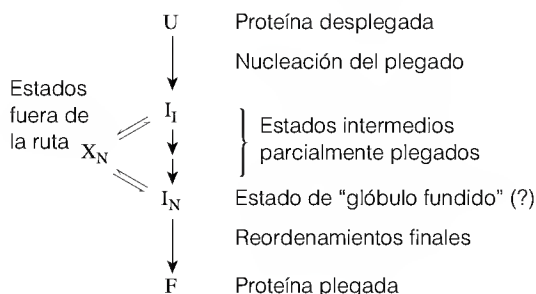 U Proteína desplegada
Nucleación del plegado
Estados
fuera de
la ruta
I_I
X_N
Estados intermedios
parcialmente plegados
I_N Estado de “glóbulo fundido” (?)
Reordenamientos finales
F Proteína plegada